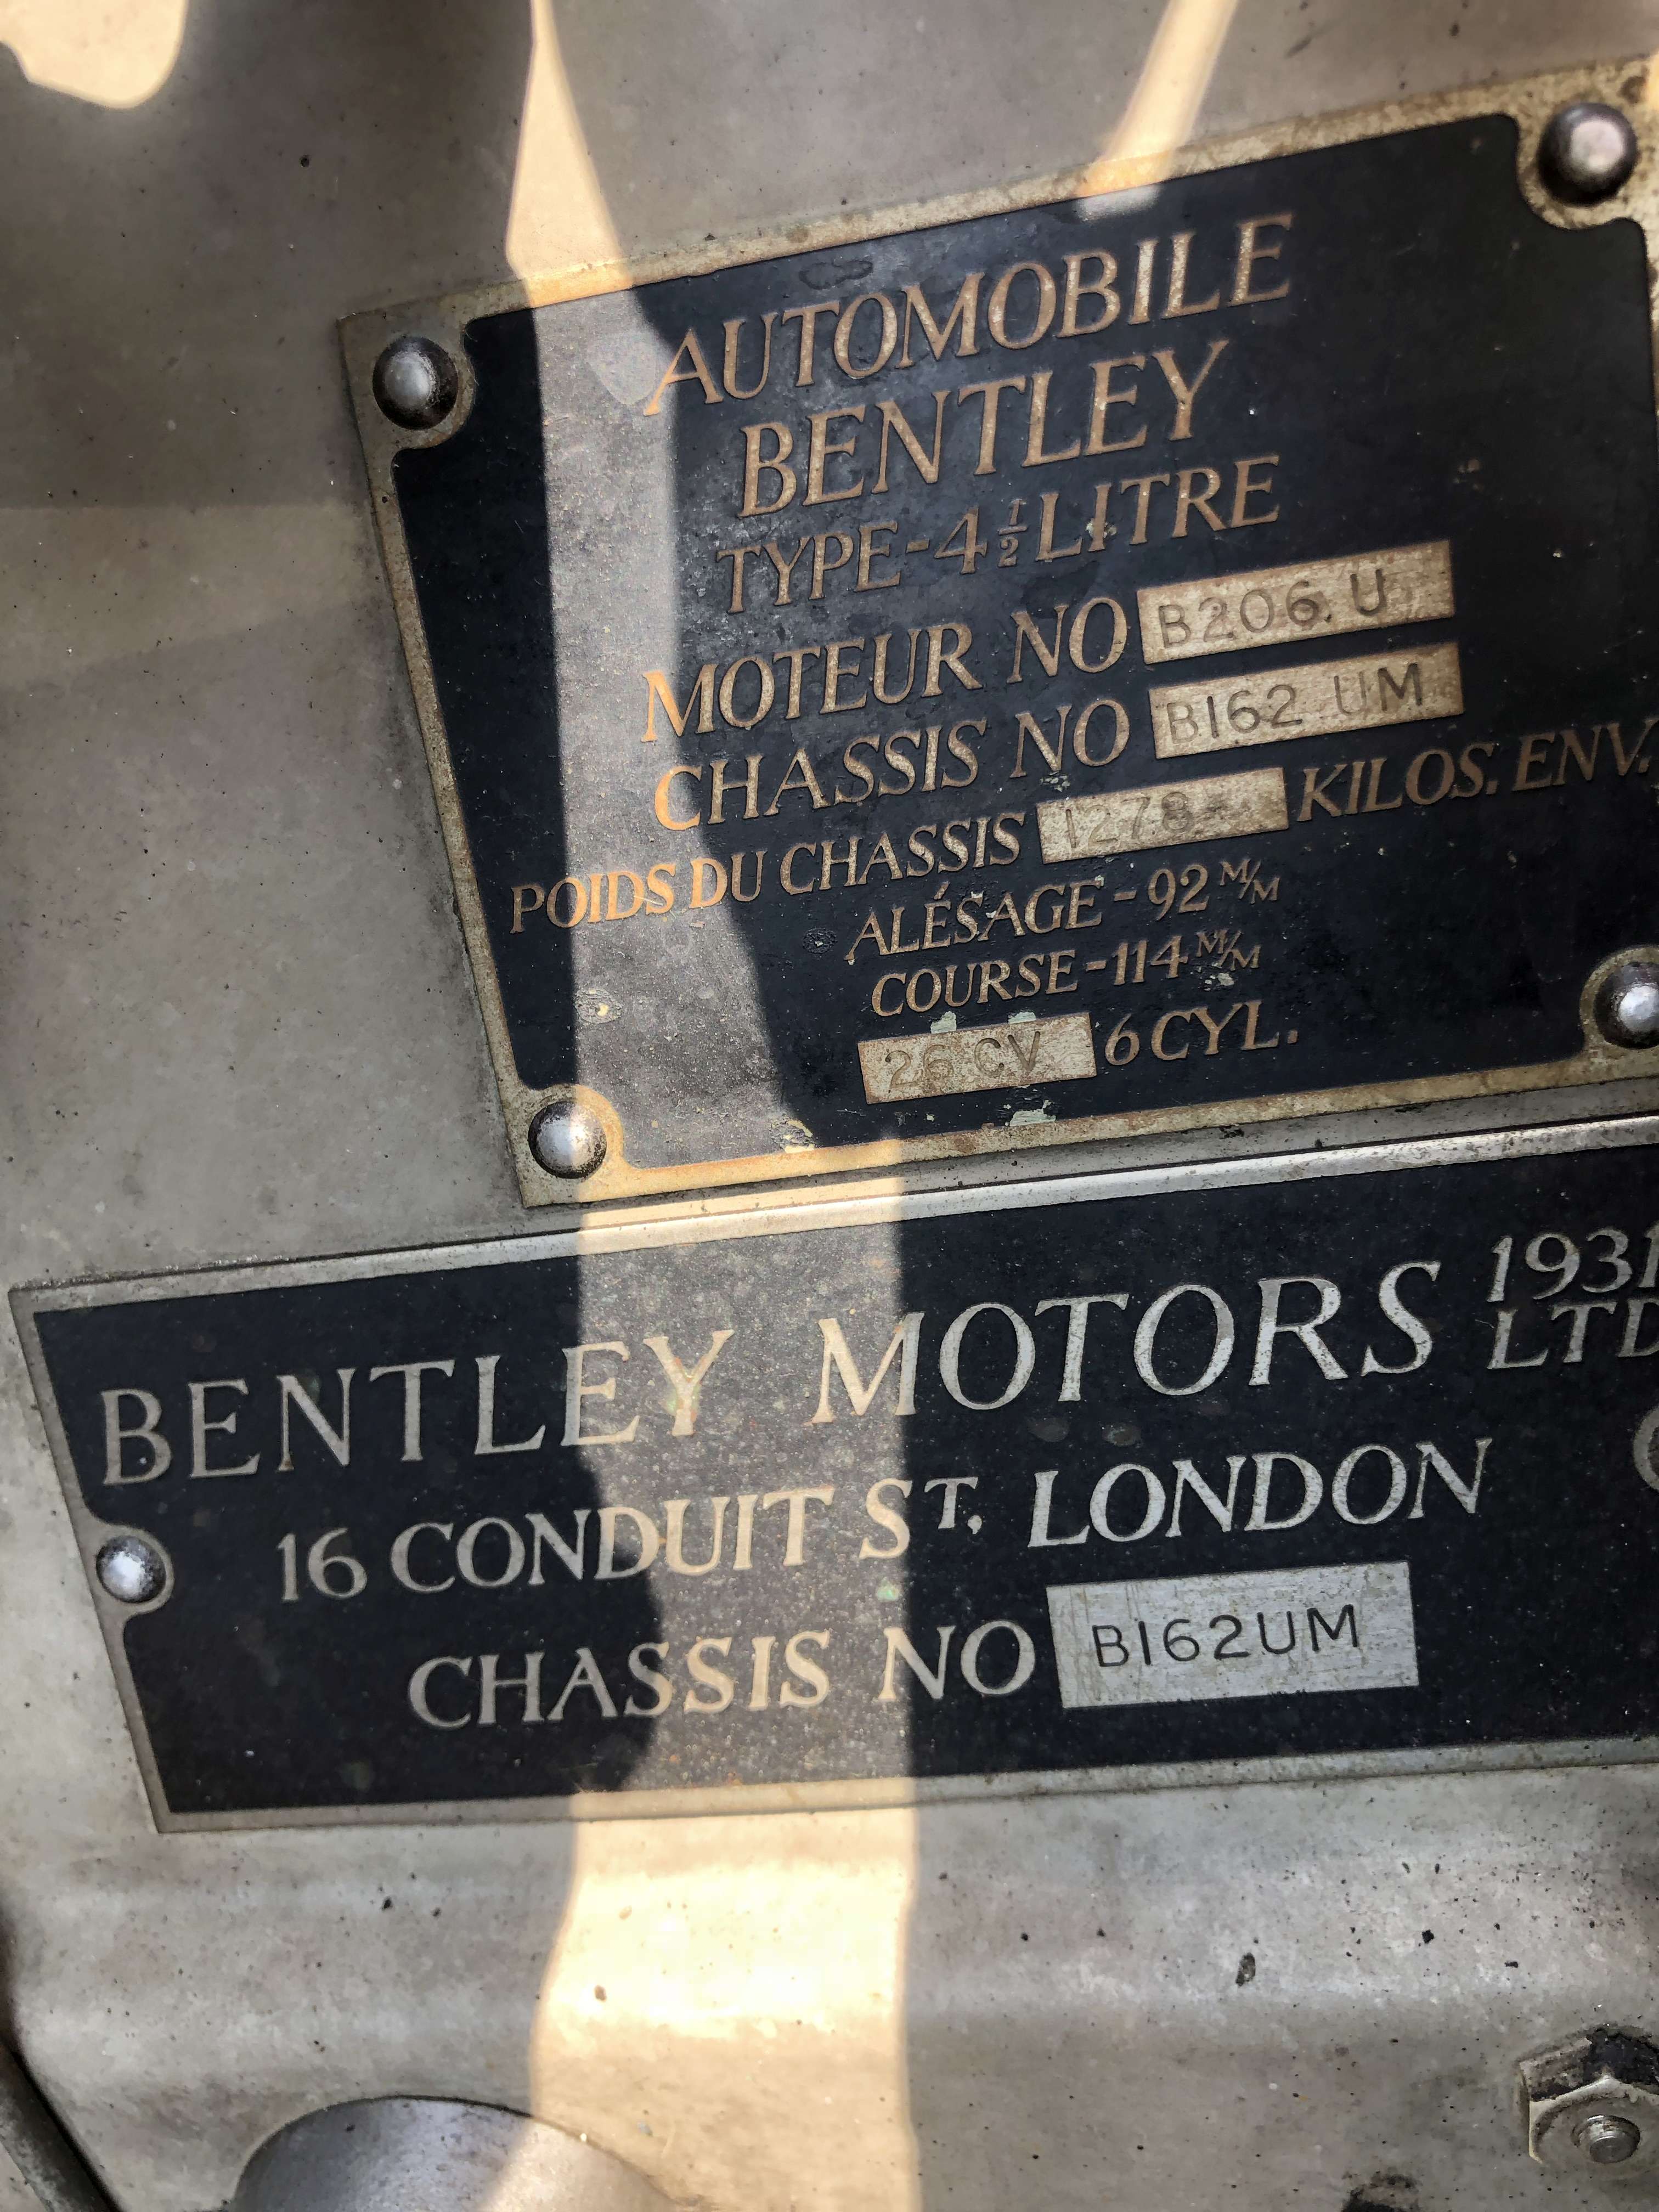 AUTOMOBILE
BENTLEY
TYPE-4½ LITRE
MOTEUR NO B206.U
CHASSIS NO B162 UM
POIDS DU CHASSIS 1278- KILOS. ENV.
ALÉSAGE-92 M/M
COURSE-114 M/M
26 CV 6 CYL.
BENTLEY MOTORS 1931
LTD
16 CONDUIT ST, LONDON
CHASSIS NO B162UM